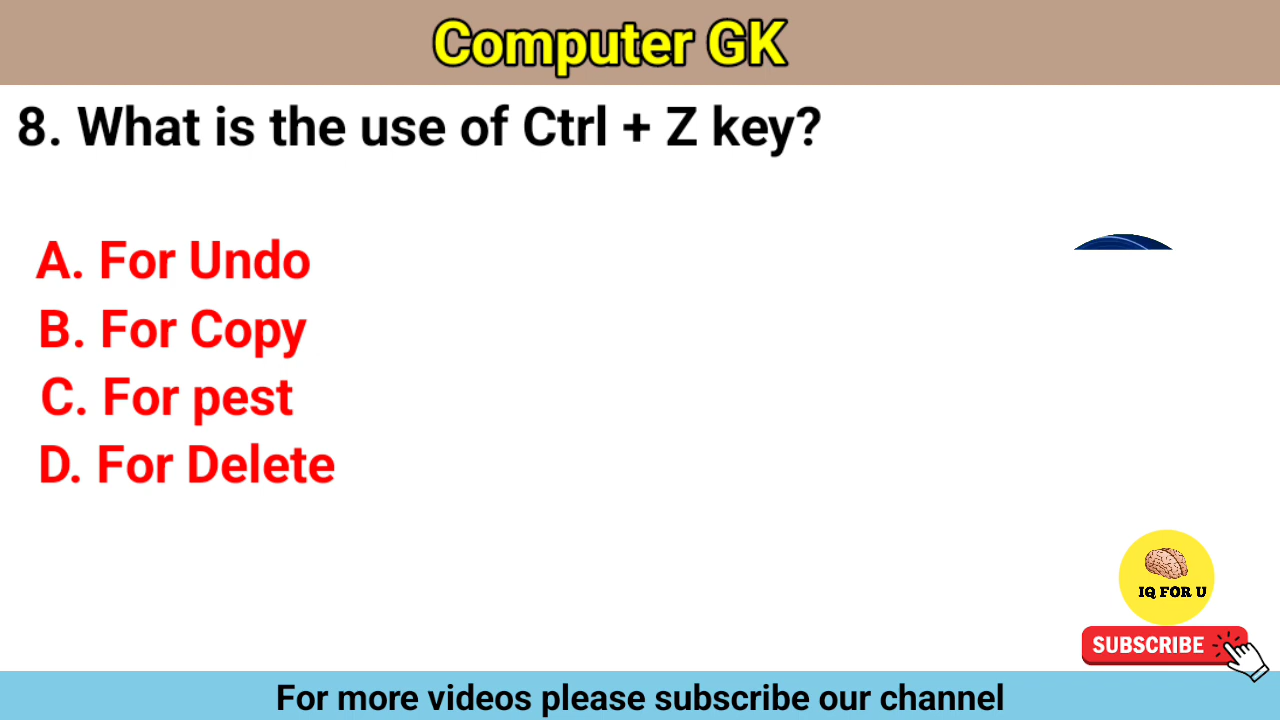 Computer GK
8. What is the use of Ctrl + Z key?
A. For Undo
B. For Copy
C. For pest
D. For Delete
IQ FOR U
SUBSCRIBE
For more videos please subscribe our channel